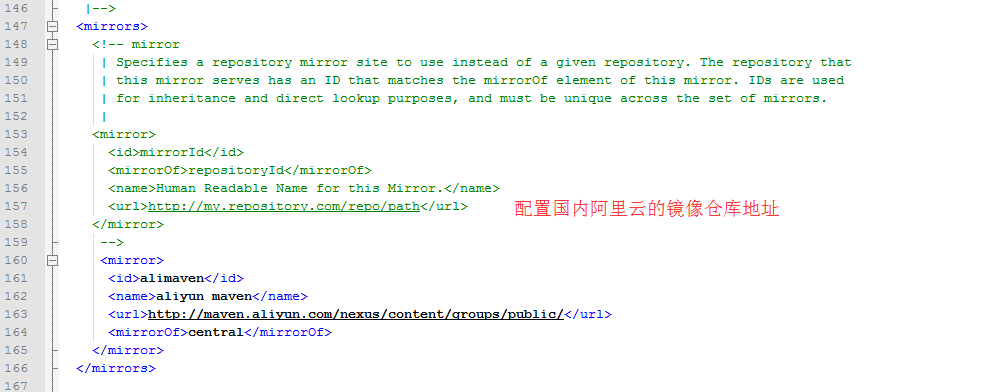 146 |-->
147 <mirrors>
148 <!-- mirror
149 | Specifies a repository mirror site to use instead of a given repository. The repository that
150 | this mirror serves has an ID that matches the mirrorOf element of this mirror. IDs are used
151 | for inheritance and direct lookup purposes, and must be unique across the set of mirrors.
152 |
153 <mirror>
154 <id>mirrorId</id>
155 <mirrorOf>repositoryId</mirrorOf>
156 <name>Human Readable Name for this Mirror.</name>
157 <url>http://my.repository.com/repo/path</url> 配置国内阿里云的镜像仓库地址
158 </mirror>
159 -->
160 <mirror>
161 <id>alimaven</id>
162 <name>aliyun maven</name>
163 <url>http://maven.aliyun.com/nexus/content/groups/public/</url>
164 <mirrorOf>central</mirrorOf>
165 </mirror>
166 </mirrors>
167